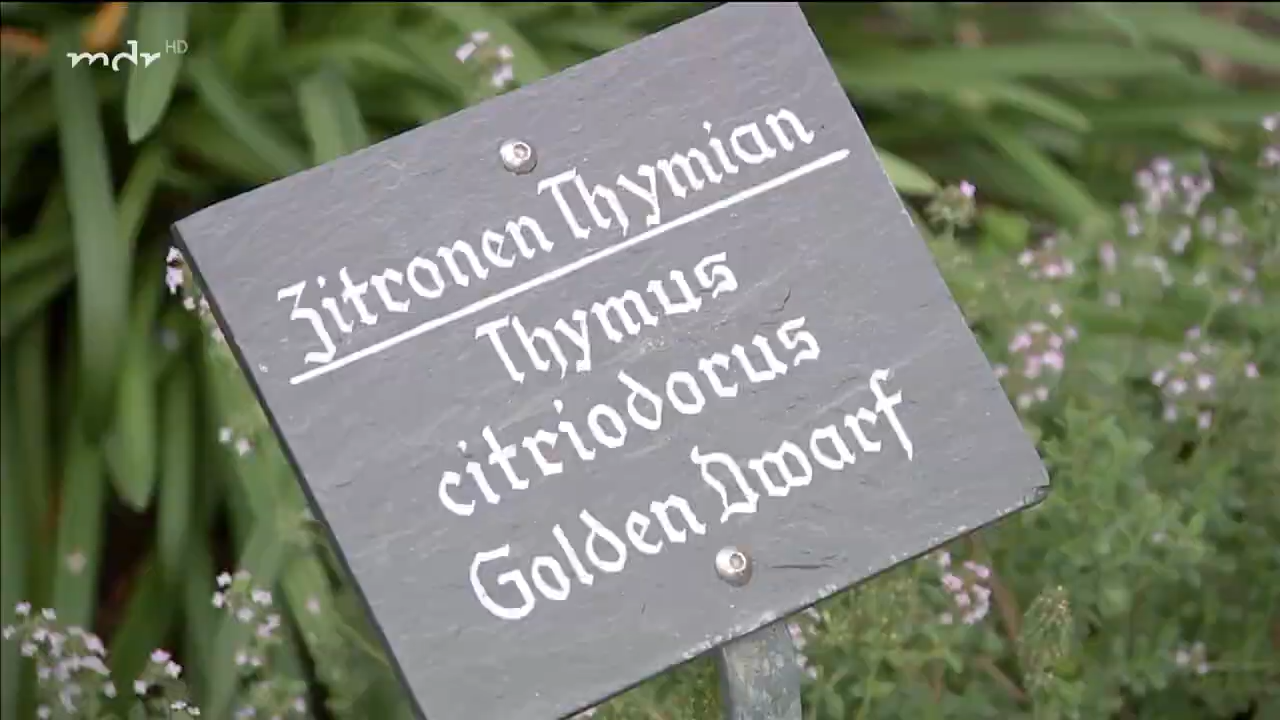 mdr HD
Zitronen Thymian
Thymus
citriodorus
Golden Dwarf